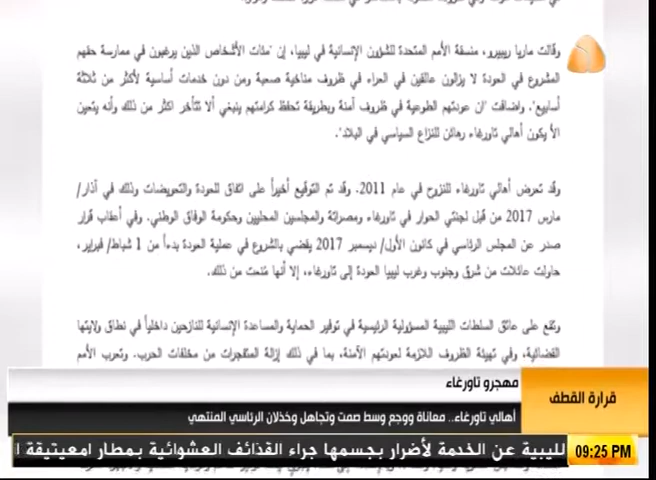 وقالت ماريا ريبيرو، منسقة الأمم المتحدة للشؤون الإنسانية في ليبيا، إن "مئات الأشخاص الذين يرغبون في ممارسة حقهم
المشروع في العودة لا يزالون عالقين في العراء في ظروف مناخية صعبة ومن دون خدمات أساسية لأكثر من ثلاثة
أسابيع". واضافت "ان عودتهم الطوعية في ظروف آمنة وبطريقة تحفظ كرامتهم ينبغي ألا تتأخر اكثر من ذلك وأنه يتعين
الأ يكون أهالي تاورغاء رهائن للنزاع السياسي في البلاد".
وقد تعرض أهالي تاورغاء للنزوح في عام 2011. وقد تم التوقيع أخيراً على اتفاق للعودة والتعويضات وذلك في آذار/
مارس 2017 من قبل لجنتي الحوار في تاورغاء ومصراتة والمجلسين المحليين وحكومة الوفاق الوطني. وفي أعقاب قرار
صدر عن المجلس الرئاسي في كانون الأول/ ديسمبر 2017 يقضي بالشروع في عملية العودة بدءاً من 1 شباط/ فبراير،
حاولت عائلات من شرق وجنوب وغرب ليبيا العودة إلى تاورغاء، إلا أنها مُنعت من ذلك.
وتقع على عاتق السلطات الليبية المسؤولية الرئيسية في توفير الحماية والمساعدة الإنسانية للنازحين داخلياً في نطاق ولايتها
القضائية، وفي تهيئة الظروف اللازمة لعودتهم الآمنة، بما في ذلك إزالة المتفجرات من مخلفات الحرب. وتعرب الأمم
مهجرو تاورغاء
قرارة القطف
أهالي تاورغاء.. معاناة ووجع وسط صمت وتجاهل وخذلان الرئاسي المنتهي
الليبية عن الخدمة لأضرار بجسمها جراء القذائف العشوائية بمطار امعيتيقة ا
09:25 PM